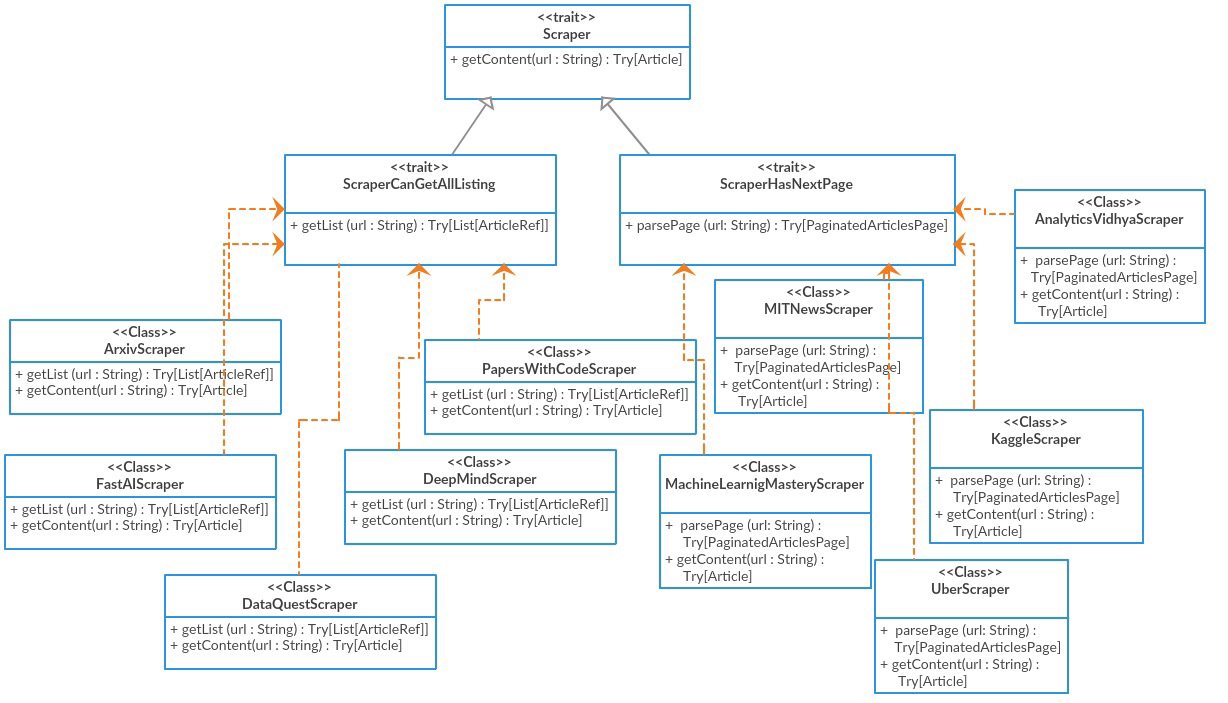 <<trait>>
Scraper
+ getContent(url : String) : Try[Article]
<<trait>>
ScraperCanGetAllListing
+ getList (url : String) : Try[List[ArticleRef]]
<<trait>>
ScraperHasNextPage
+ parsePage (url: String) : Try[PaginatedArticlesPage]
<<Class>>
AnalyticsVidhyaScraper
+ parsePage (url: String) :
Try[PaginatedArticlesPage]
+ getContent(url : String) :
Try[Article]
<<Class>>
MITNewsScraper
+ parsePage (url: String) :
Try[PaginatedArticlesPage]
+ getContent(url : String) :
Try[Article]
<<Class>>
ArxivScraper
+ getList (url : String) : Try[List[ArticleRef]]
+ getContent(url : String) : Try[Article]
<<Class>>
PapersWithCodeScraper
+ getList (url : String) : Try[List[ArticleRef]]
+ getContent(url : String) : Try[Article]
<<Class>>
KaggleScraper
+ parsePage (url: String) :
Try[PaginatedArticlesPage]
+ getContent(url : String) :
Try[Article]
<<Class>>
FastAIScraper
+ getList (url : String) : Try[List[ArticleRef]]
+ getContent(url : String) : Try[Article]
<<Class>>
DeepMindScraper
+ getList (url : String) : Try[List[ArticleRef]]
+ getContent(url : String) : Try[Article]
<<Class>>
MachineLearnigMasteryScraper
+ parsePage (url: String) :
Try[PaginatedArticlesPage]
+ getContent(url : String) :
Try[Article]
<<Class>>
UberScraper
+ parsePage (url: String) :
Try[PaginatedArticlesPage]
+ getContent(url : String) :
Try[Article]
<<Class>>
DataQuestScraper
+ getList (url : String) : Try[List[ArticleRef]]
+ getContent(url : String) : Try[Article]